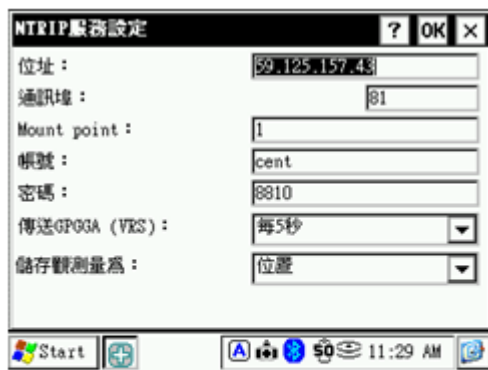 NTRIP服務設定 ? OK ×
位址： 59.125.157.43
通訊埠： 81
Mount point： 1
帳號： cent
密碼： 8810
傳送GPGGA (VRS)： 每5秒
儲存觀測量為： 位置
Start A 50 11:29 AM